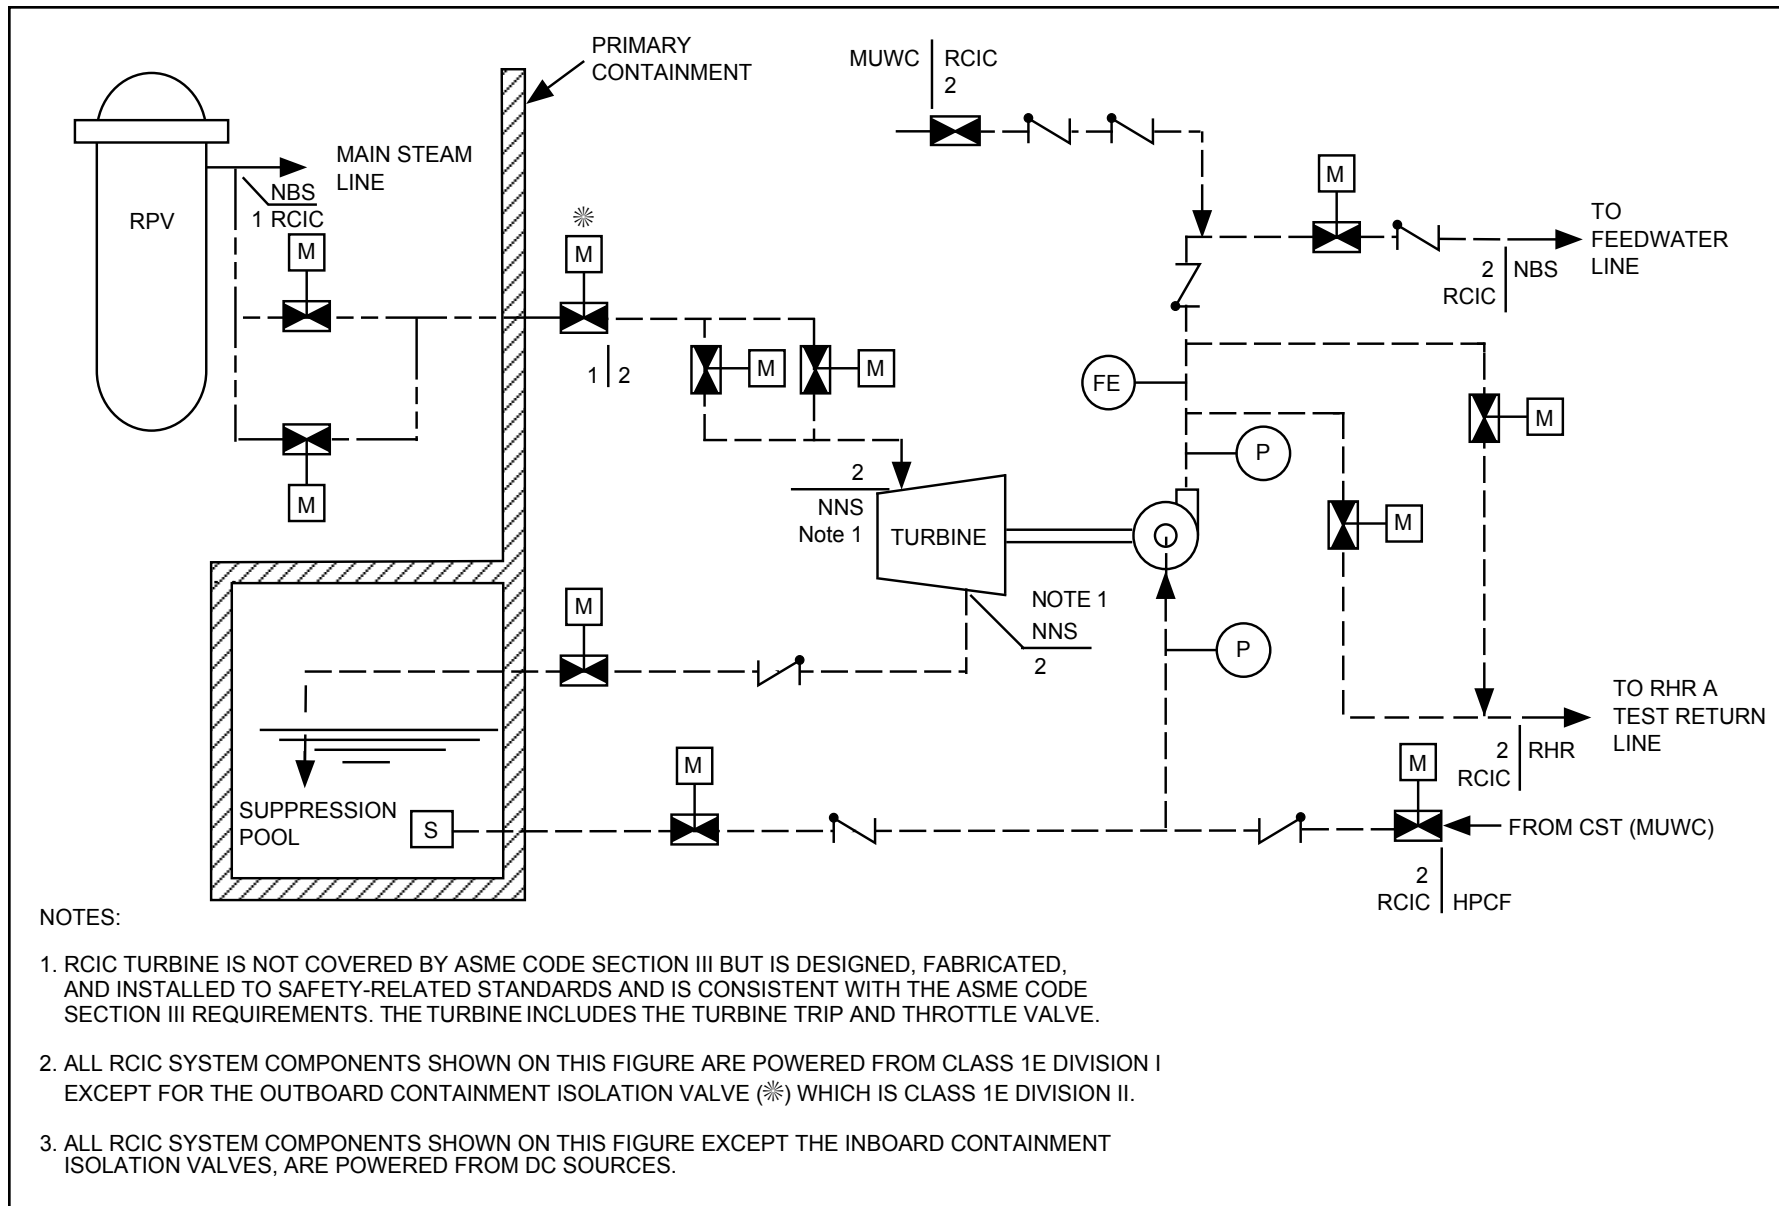 PRIMARY
CONTAINMENT
MUWC
RCIC
2
MAIN STEAM
LINE
NBS
1 RCIC
RPV
M
M
M
M
TO
FEEDWATER
LINE
2
NBS
RCIC
1
2
M
M
FE
M
P
2
NNS
Note 1
TURBINE
M
M
NOTE 1
NNS
2
P
TO RHR A
TEST RETURN
LINE
2
RHR
RCIC
M
M
SUPPRESSION
POOL
S
FROM CST (MUWC)
2
RCIC
HPCF
NOTES:
1. RCIC TURBINE IS NOT COVERED BY ASME CODE SECTION III BUT IS DESIGNED, FABRICATED,
AND INSTALLED TO SAFETY-RELATED STANDARDS AND IS CONSISTENT WITH THE ASME CODE
SECTION III REQUIREMENTS. THE TURBINE INCLUDES THE TURBINE TRIP AND THROTTLE VALVE.
2. ALL RCIC SYSTEM COMPONENTS SHOWN ON THIS FIGURE ARE POWERED FROM CLASS 1E DIVISION I
EXCEPT FOR THE OUTBOARD CONTAINMENT ISOLATION VALVE (※) WHICH IS CLASS 1E DIVISION II.
3. ALL RCIC SYSTEM COMPONENTS SHOWN ON THIS FIGURE EXCEPT THE INBOARD CONTAINMENT
ISOLATION VALVES, ARE POWERED FROM DC SOURCES.